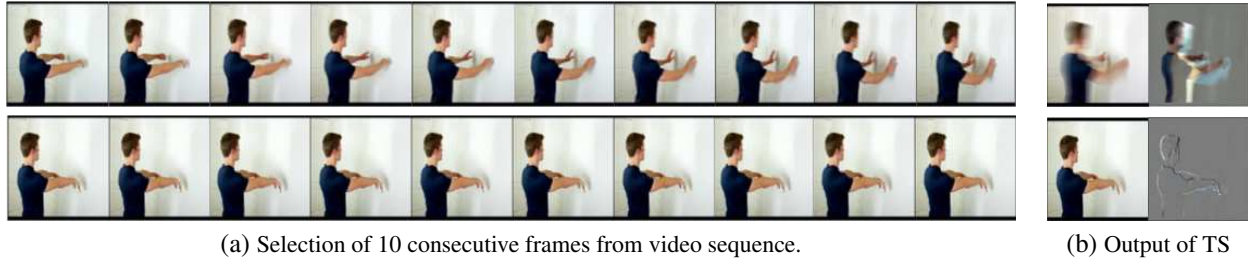 (a) Selection of 10 consecutive frames from video sequence.
(b) Output of TS